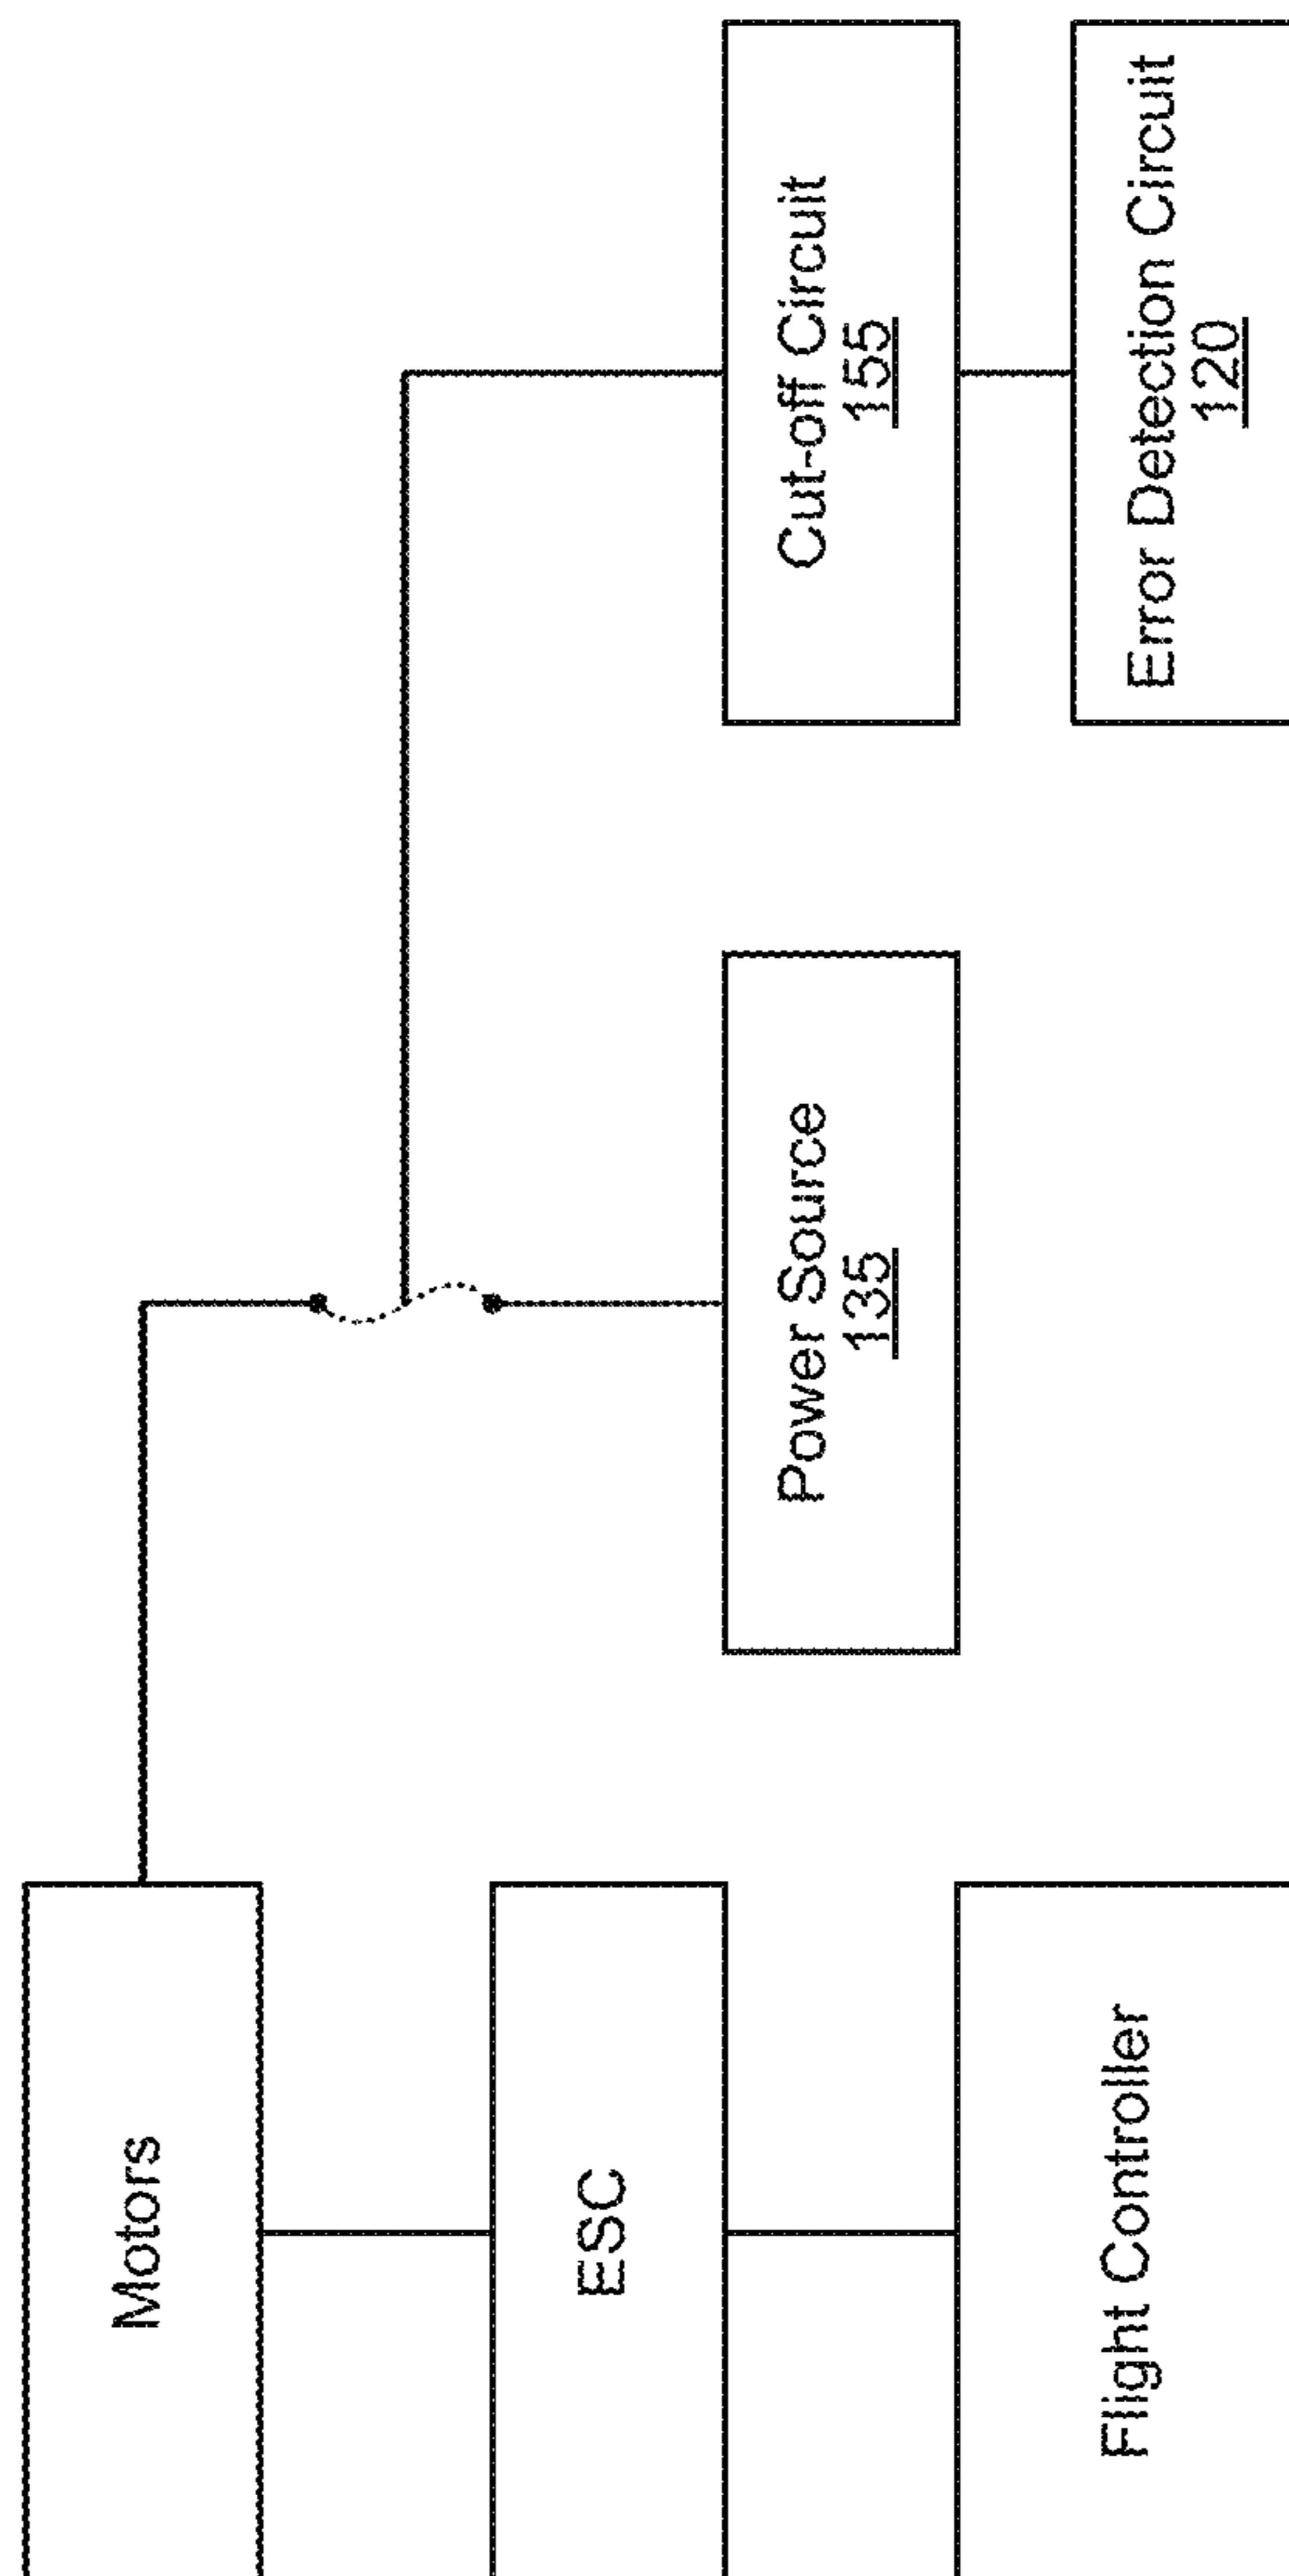 Motors
ESC
Flight Controller
Power Source
135
Cut-off Circuit
155
Error Detection Circuit
120